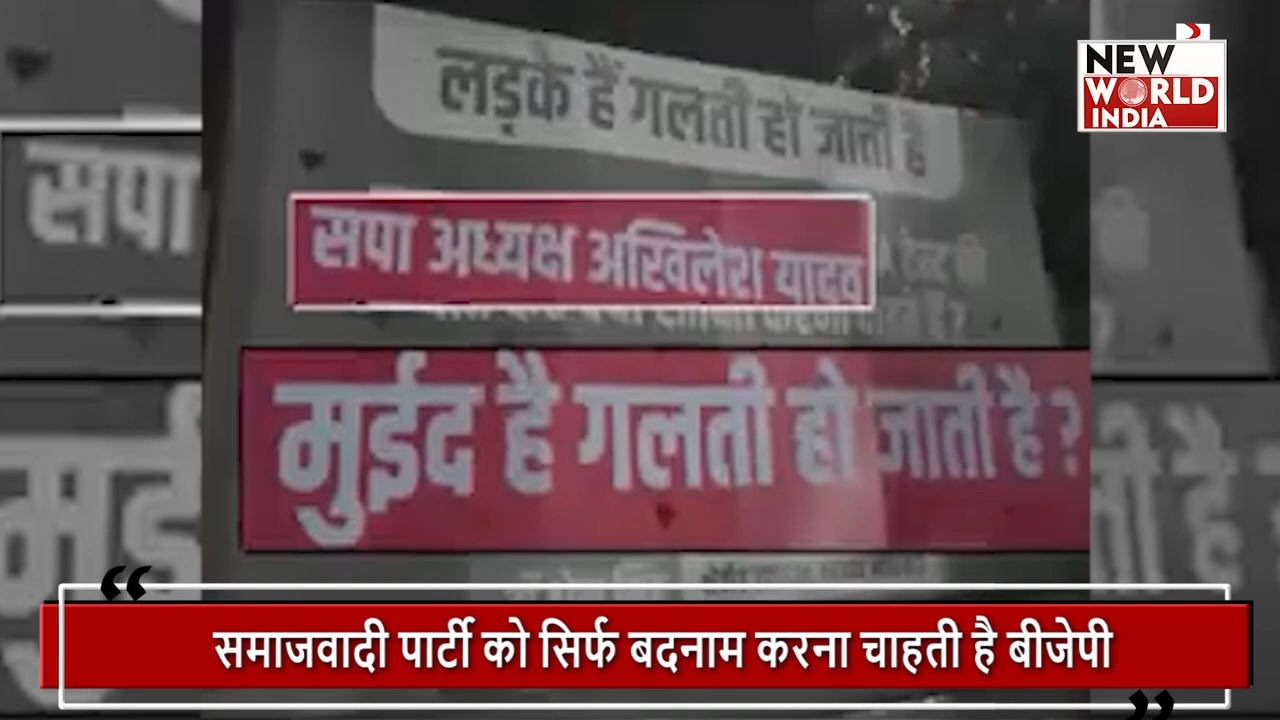 NEW
WORLD
INDIA
लड़के हैं गलती हो जाती है
सपा अध्यक्ष अखिलेश यादव
टेस्ट की
मुईद है गलती हो जाती है?
समाजवादी पार्टी को सिर्फ बदनाम करना चाहती है बीजेपी